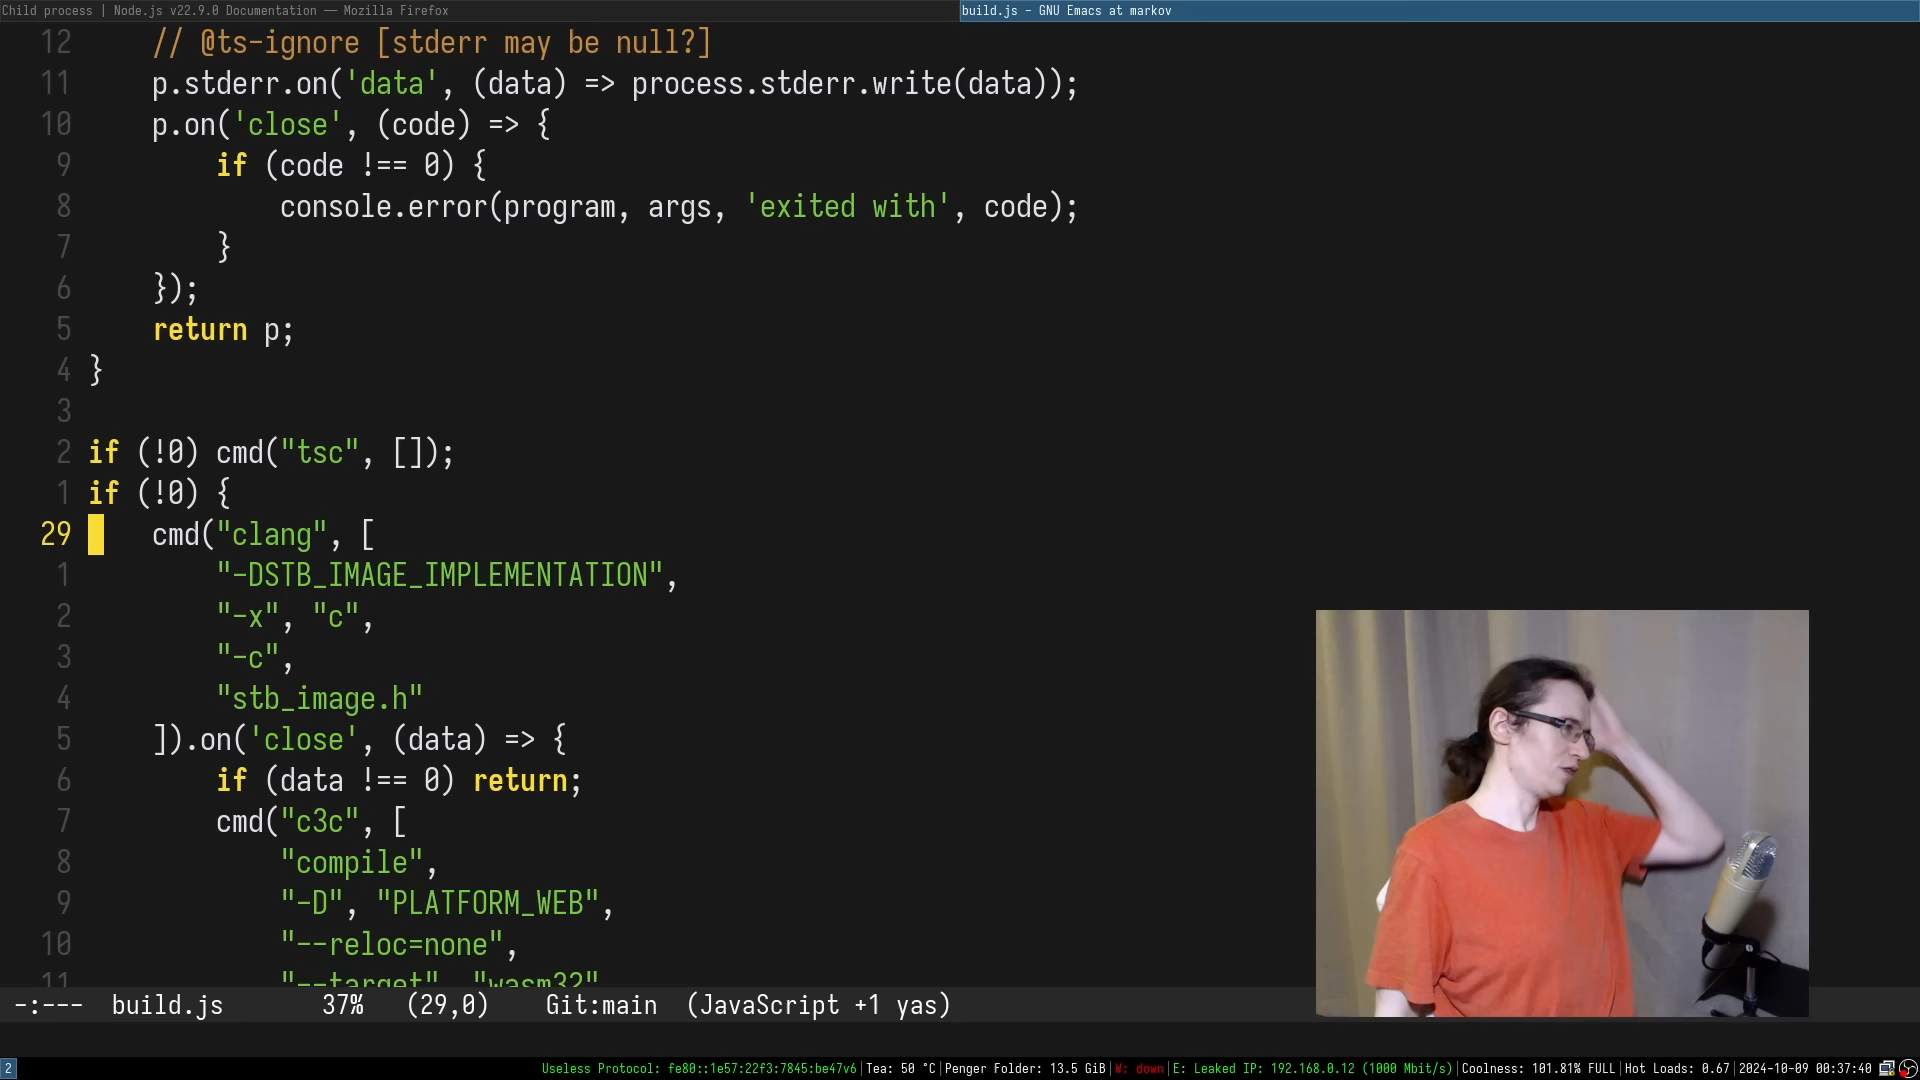 Child process | Node.js v22.9.0 Documentation — Mozilla Firefox
build.js - GNU Emacs at markov
12 // @ts-ignore [stderr may be null?]
11 p.stderr.on('data', (data) => process.stderr.write(data));
10 p.on('close', (code) => {
9 if (code !== 0) {
8 console.error(program, args, 'exited with', code);
7 }
6 });
5 return p;
4 }
3
2 if (!0) cmd("tsc", []);
1 if (!0) {
29 cmd("clang", [
1 "-DSTB_IMAGE_IMPLEMENTATION",
2 "-x", "c",
3 "-c",
4 "stb_image.h"
5 ]).on('close', (data) => {
6 if (data !== 0) return;
7 cmd("c3c", [
8 "compile",
9 "-D", "PLATFORM_WEB",
10 "--reloc=none",
11 "--target", "wasm32"
-:--- build.js 37% (29,0) Git:main (JavaScript +1 yas)
2 Useless Protocol: fe80::1e57:22f3:7845:be47v6|Tea: 50 °C|Penger Folder: 13.5 GiB|W: down|E: Leaked IP: 192.168.0.12 (1000 Mbit/s)|Coolness: 101.81% FULL|Hot Loads: 0.67|2024-10-09 00:37:40